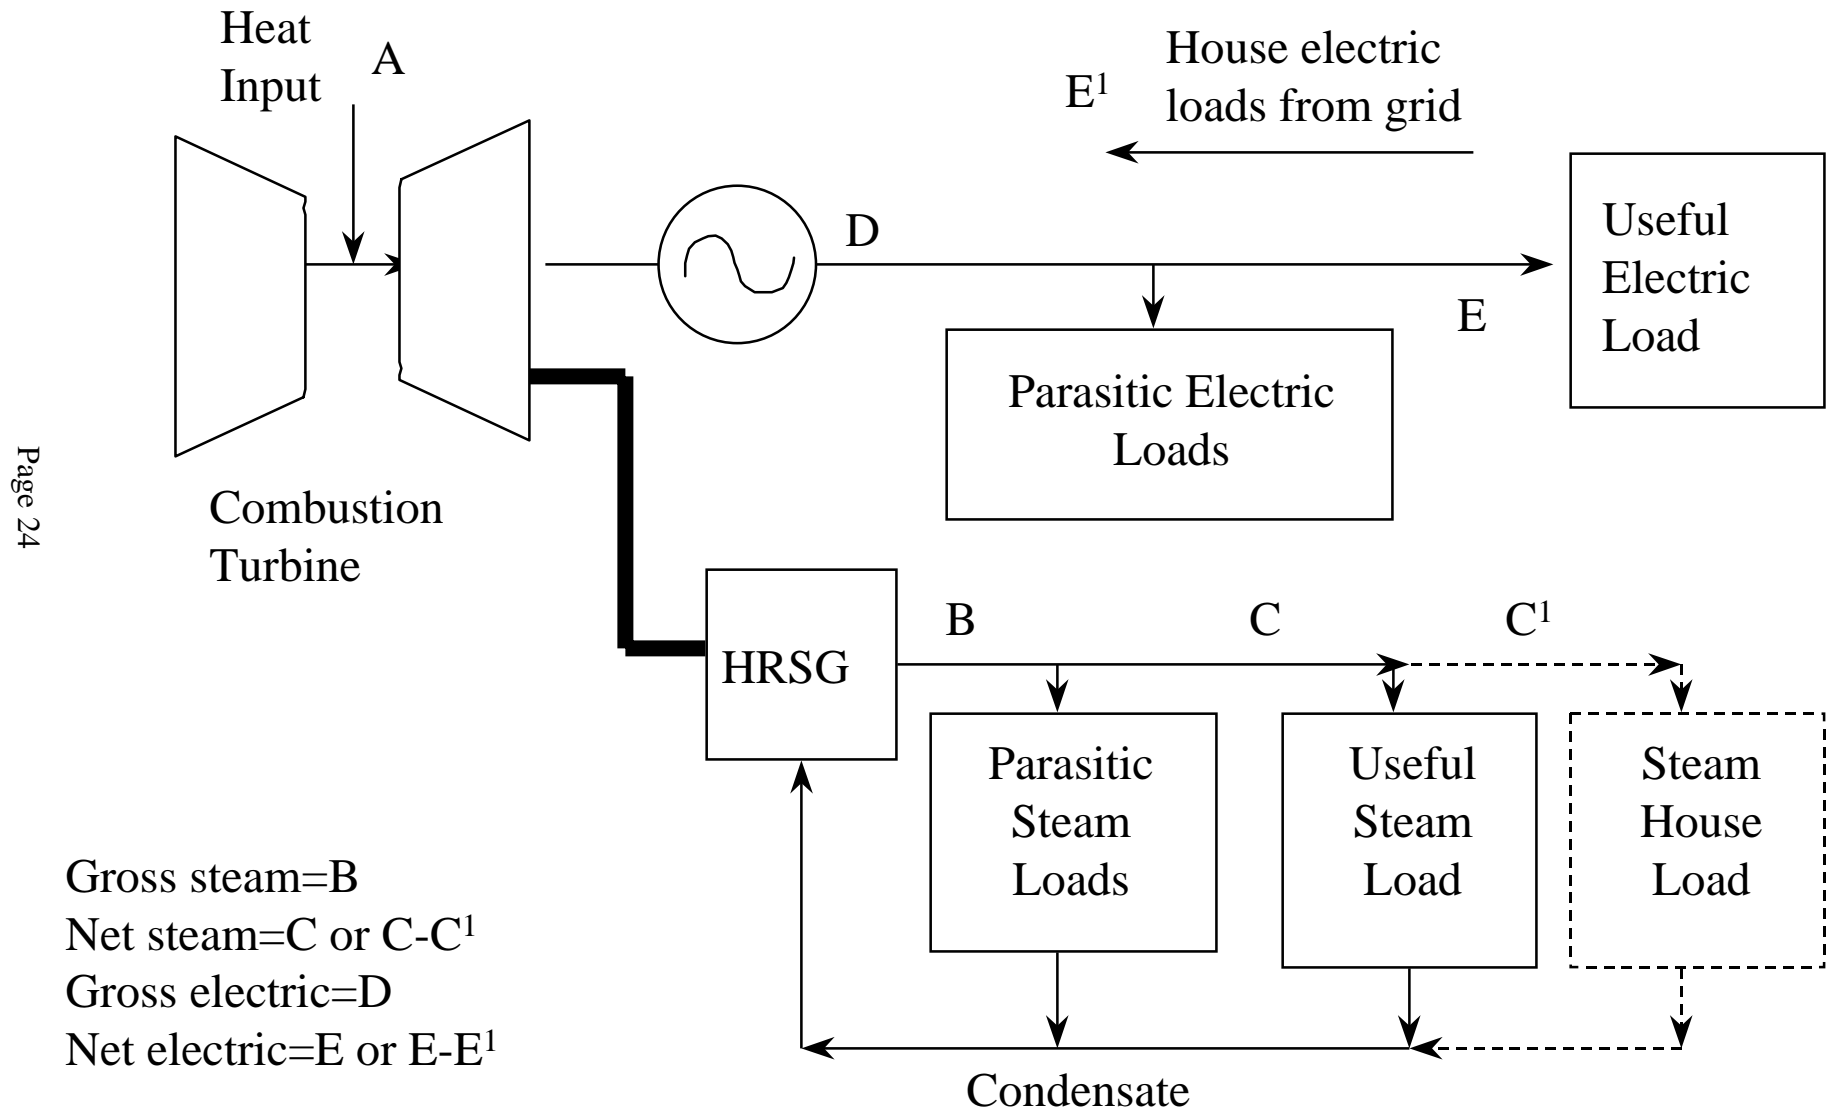 Heat
Input
A
E¹
House electric
loads from grid
D
Useful
Electric
Load
E
Parasitic Electric
Loads
Page 24
Combustion
Turbine
HRSG
B
C
C¹
Parasitic
Steam
Loads
Useful
Steam
Load
Steam
House
Load
Gross steam=B
Net steam=C or C-C¹
Gross electric=D
Net electric=E or E-E¹
Condensate